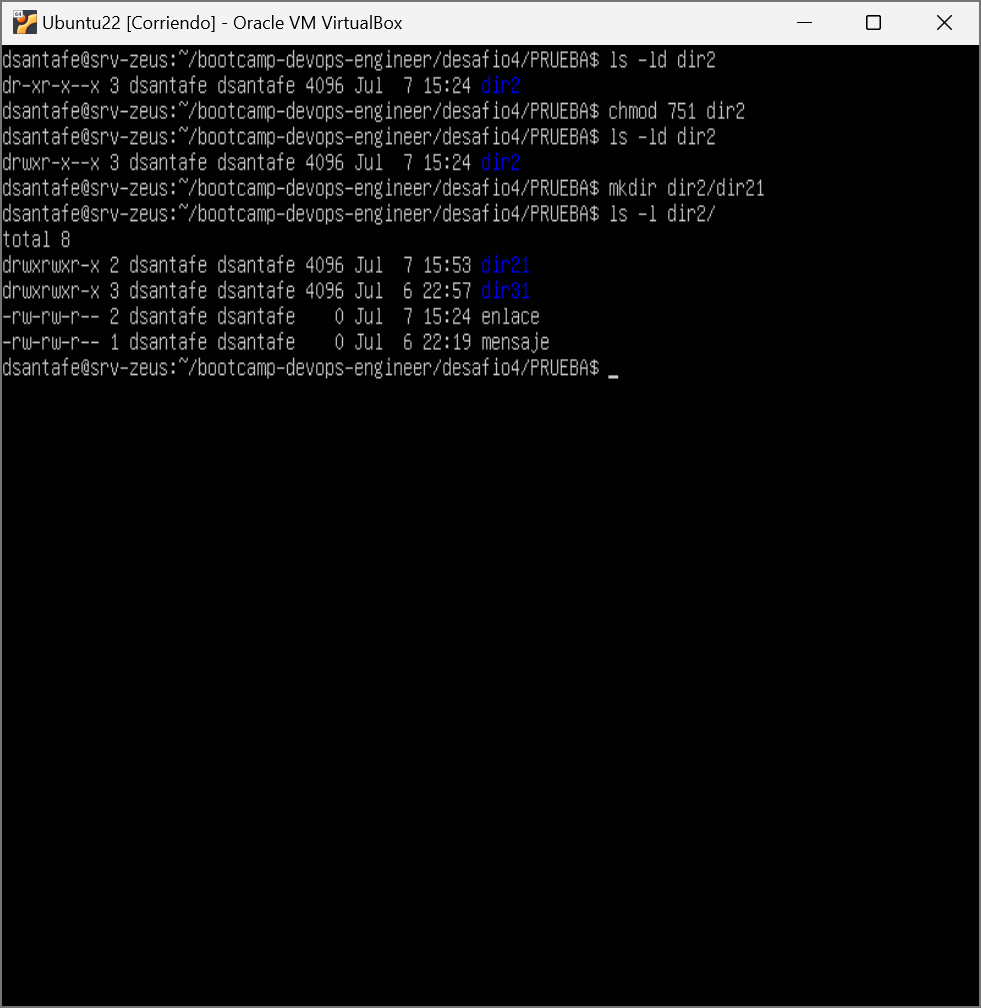 Ubuntu22 [Corriendo] - Oracle VM VirtualBox
dsantafe@srv-zeus:~/bootcamp-devops-engineer/desafio4/PRUEBA$ ls -ld dir2
dr-xr-x--x 3 dsantafe dsantafe 4096 Jul  7 15:24 dir2
dsantafe@srv-zeus:~/bootcamp-devops-engineer/desafio4/PRUEBA$ chmod 751 dir2
dsantafe@srv-zeus:~/bootcamp-devops-engineer/desafio4/PRUEBA$ ls -ld dir2
drwxr-x--x 3 dsantafe dsantafe 4096 Jul  7 15:24 dir2
dsantafe@srv-zeus:~/bootcamp-devops-engineer/desafio4/PRUEBA$ mkdir dir2/dir21
dsantafe@srv-zeus:~/bootcamp-devops-engineer/desafio4/PRUEBA$ ls -l dir2/
total 8
drwxrwxr-x 2 dsantafe dsantafe 4096 Jul  7 15:53 dir21
drwxrwxr-x 3 dsantafe dsantafe 4096 Jul  6 22:57 dir31
-rw-rw-r-- 2 dsantafe dsantafe    0 Jul  7 15:24 enlace
-rw-rw-r-- 1 dsantafe dsantafe    0 Jul  6 22:19 mensaje
dsantafe@srv-zeus:~/bootcamp-devops-engineer/desafio4/PRUEBA$ _